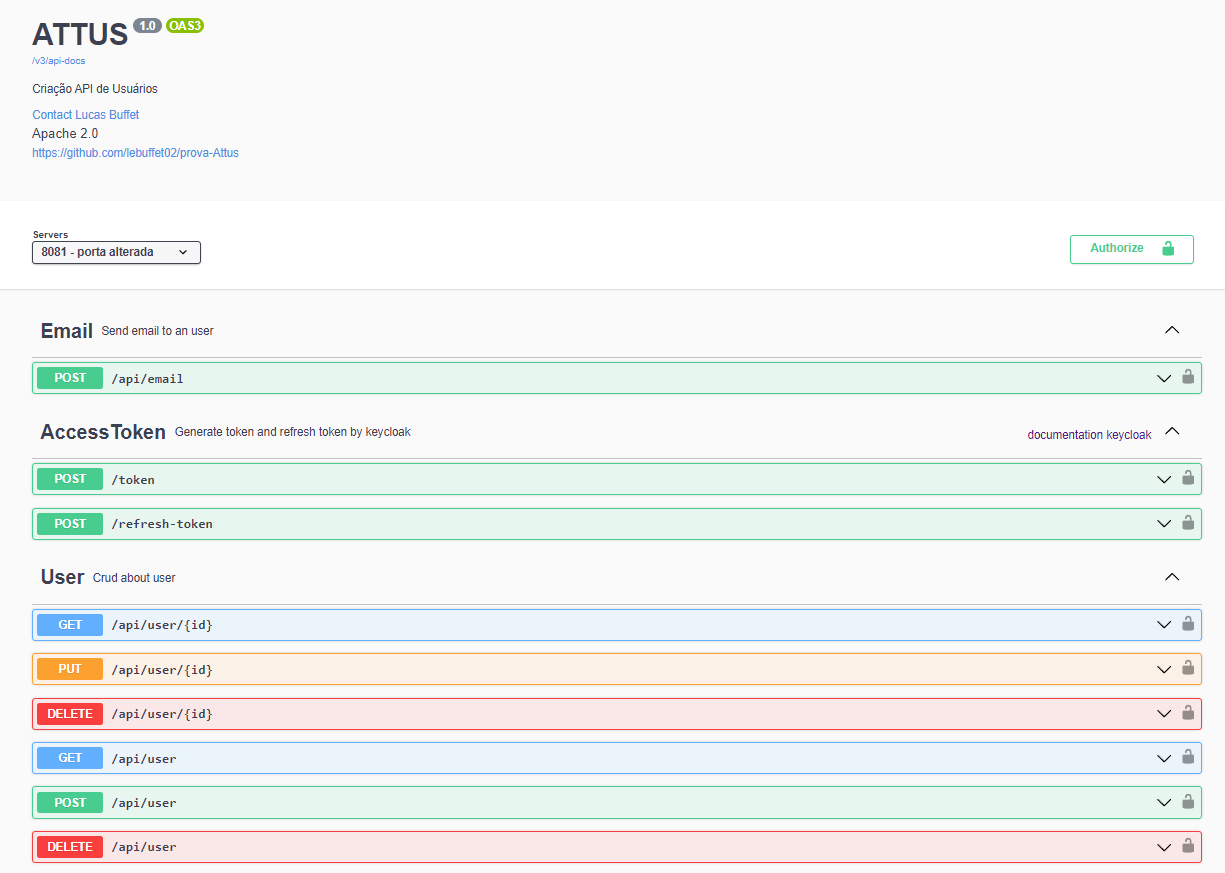 ATTUS 1.0 OAS3
/v3/api-docs
Criação API de Usuários
Contact Lucas Buffet
Apache 2.0
https://github.com/lebuffet02/prova-Attus
Servers
8081 - porta alterada
Authorize
Email Send email to an user
POST /api/email
AccessToken Generate token and refresh token by keycloak documentation keycloak
POST /token
POST /refresh-token
User Crud about user
GET /api/user/{id}
PUT /api/user/{id}
DELETE /api/user/{id}
GET /api/user
POST /api/user
DELETE /api/user